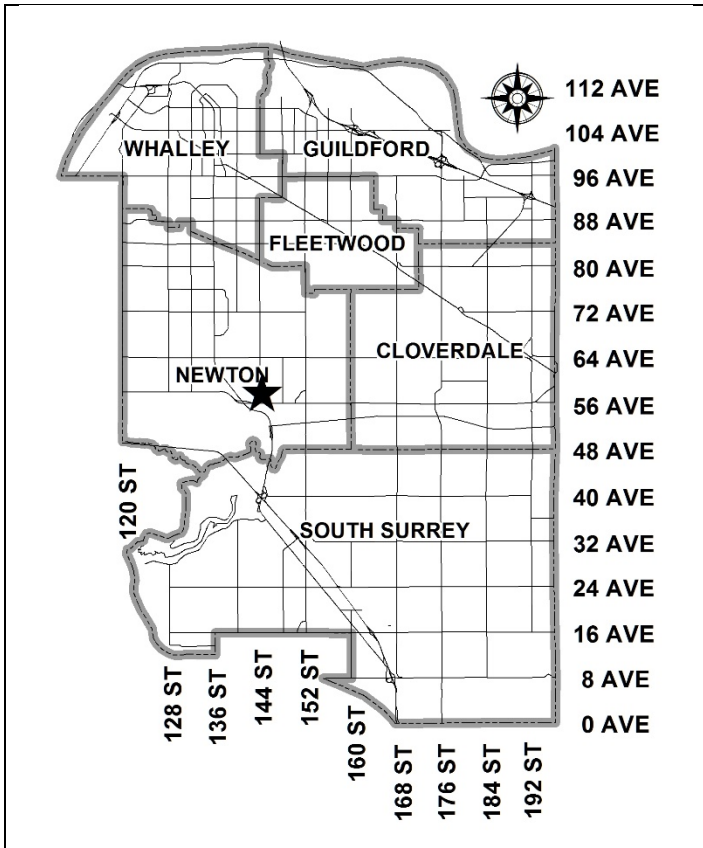 112 AVE
104 AVE
WHALLEY
GUILDFORD
96 AVE
88 AVE
FLEETWOOD
80 AVE
72 AVE
CLOVERDALE
64 AVE
NEWTON
56 AVE
48 AVE
120 ST
40 AVE
SOUTH SURREY
32 AVE
24 AVE
16 AVE
128 ST
136 ST
144 ST
152 ST
8 AVE
160 ST
0 AVE
168 ST
176 ST
184 ST
192 ST